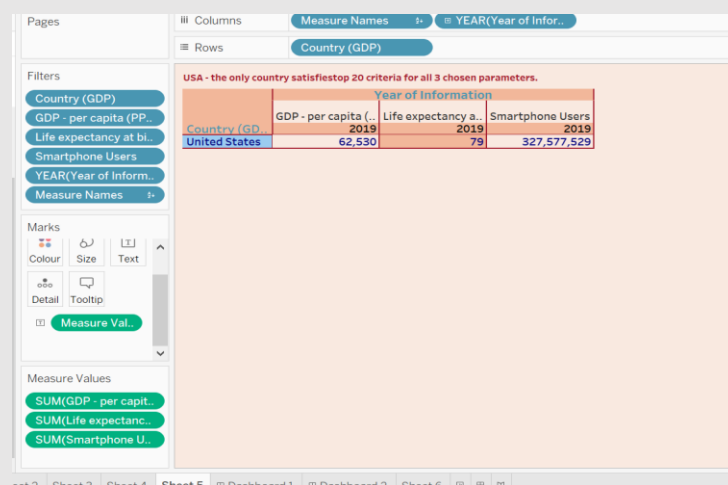 Pages
Columns
Measure Names
YEAR(Year of Infor..
Rows
Country (GDP)
Filters
Country (GDP)
GDP - per capita (PP..
Life expectancy at bi..
Smartphone Users
YEAR(Year of Inform..
Measure Names
Marks
Colour Size Text
Detail Tooltip
Measure Val..
Measure Values
SUM(GDP - per capit..
SUM(Life expectanc..
SUM(Smartphone U..
USA - the only country satisfiestop 20 criteria for all 3 chosen parameters.
Year of Information
GDP - per capita (.. Life expectancy a.. Smartphone Users
Country (GD.. 2019 2019 2019
United States 62,530 79 327,577,529
Sheet 3 Sheet 4 Sheet 5 Dashboard 1 Dashboard 2 Sheet 6